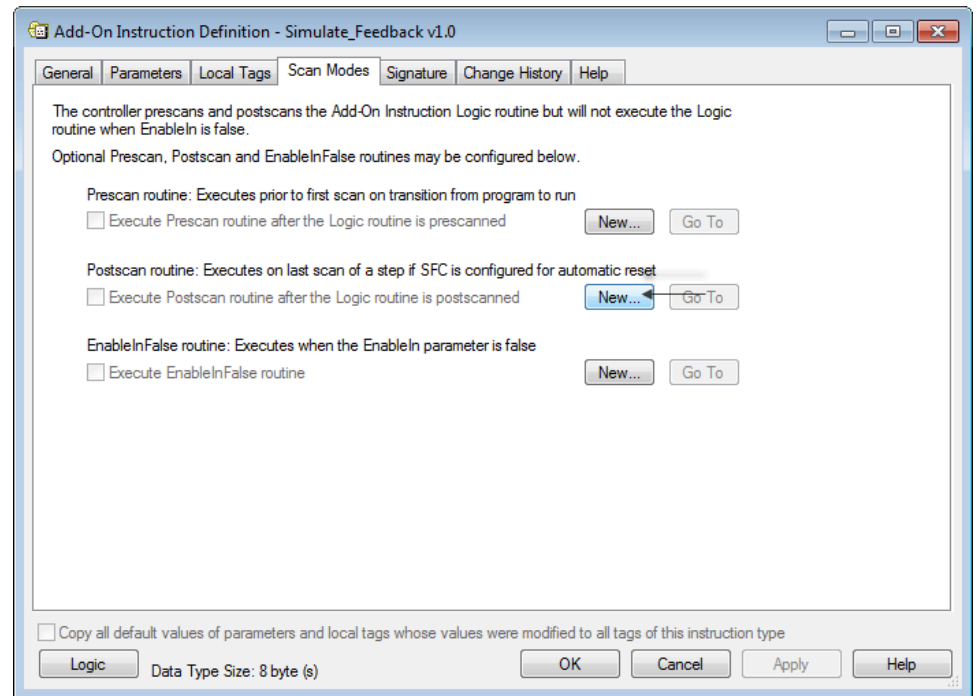 Add-On Instruction Definition - Simulate_Feedback v1.0
General Parameters Local Tags Scan Modes Signature Change History Help
The controller prescans and postscans the Add-On Instruction Logic routine but will not execute the Logic
routine when EnableIn is false.
Optional Prescan, Postscan and EnableInFalse routines may be configured below.
Prescan routine: Executes prior to first scan on transition from program to run
Execute Prescan routine after the Logic routine is prescanned New... Go To
Postscan routine: Executes on last scan of a step if SFC is configured for automatic reset
Execute Postscan routine after the Logic routine is postscanned New... Go To
EnableInFalse routine: Executes when the EnableIn parameter is false
Execute EnableInFalse routine New... Go To
Copy all default values of parameters and local tags whose values were modified to all tags of this instruction type
Logic Data Type Size: 8 byte (s) OK Cancel Apply Help